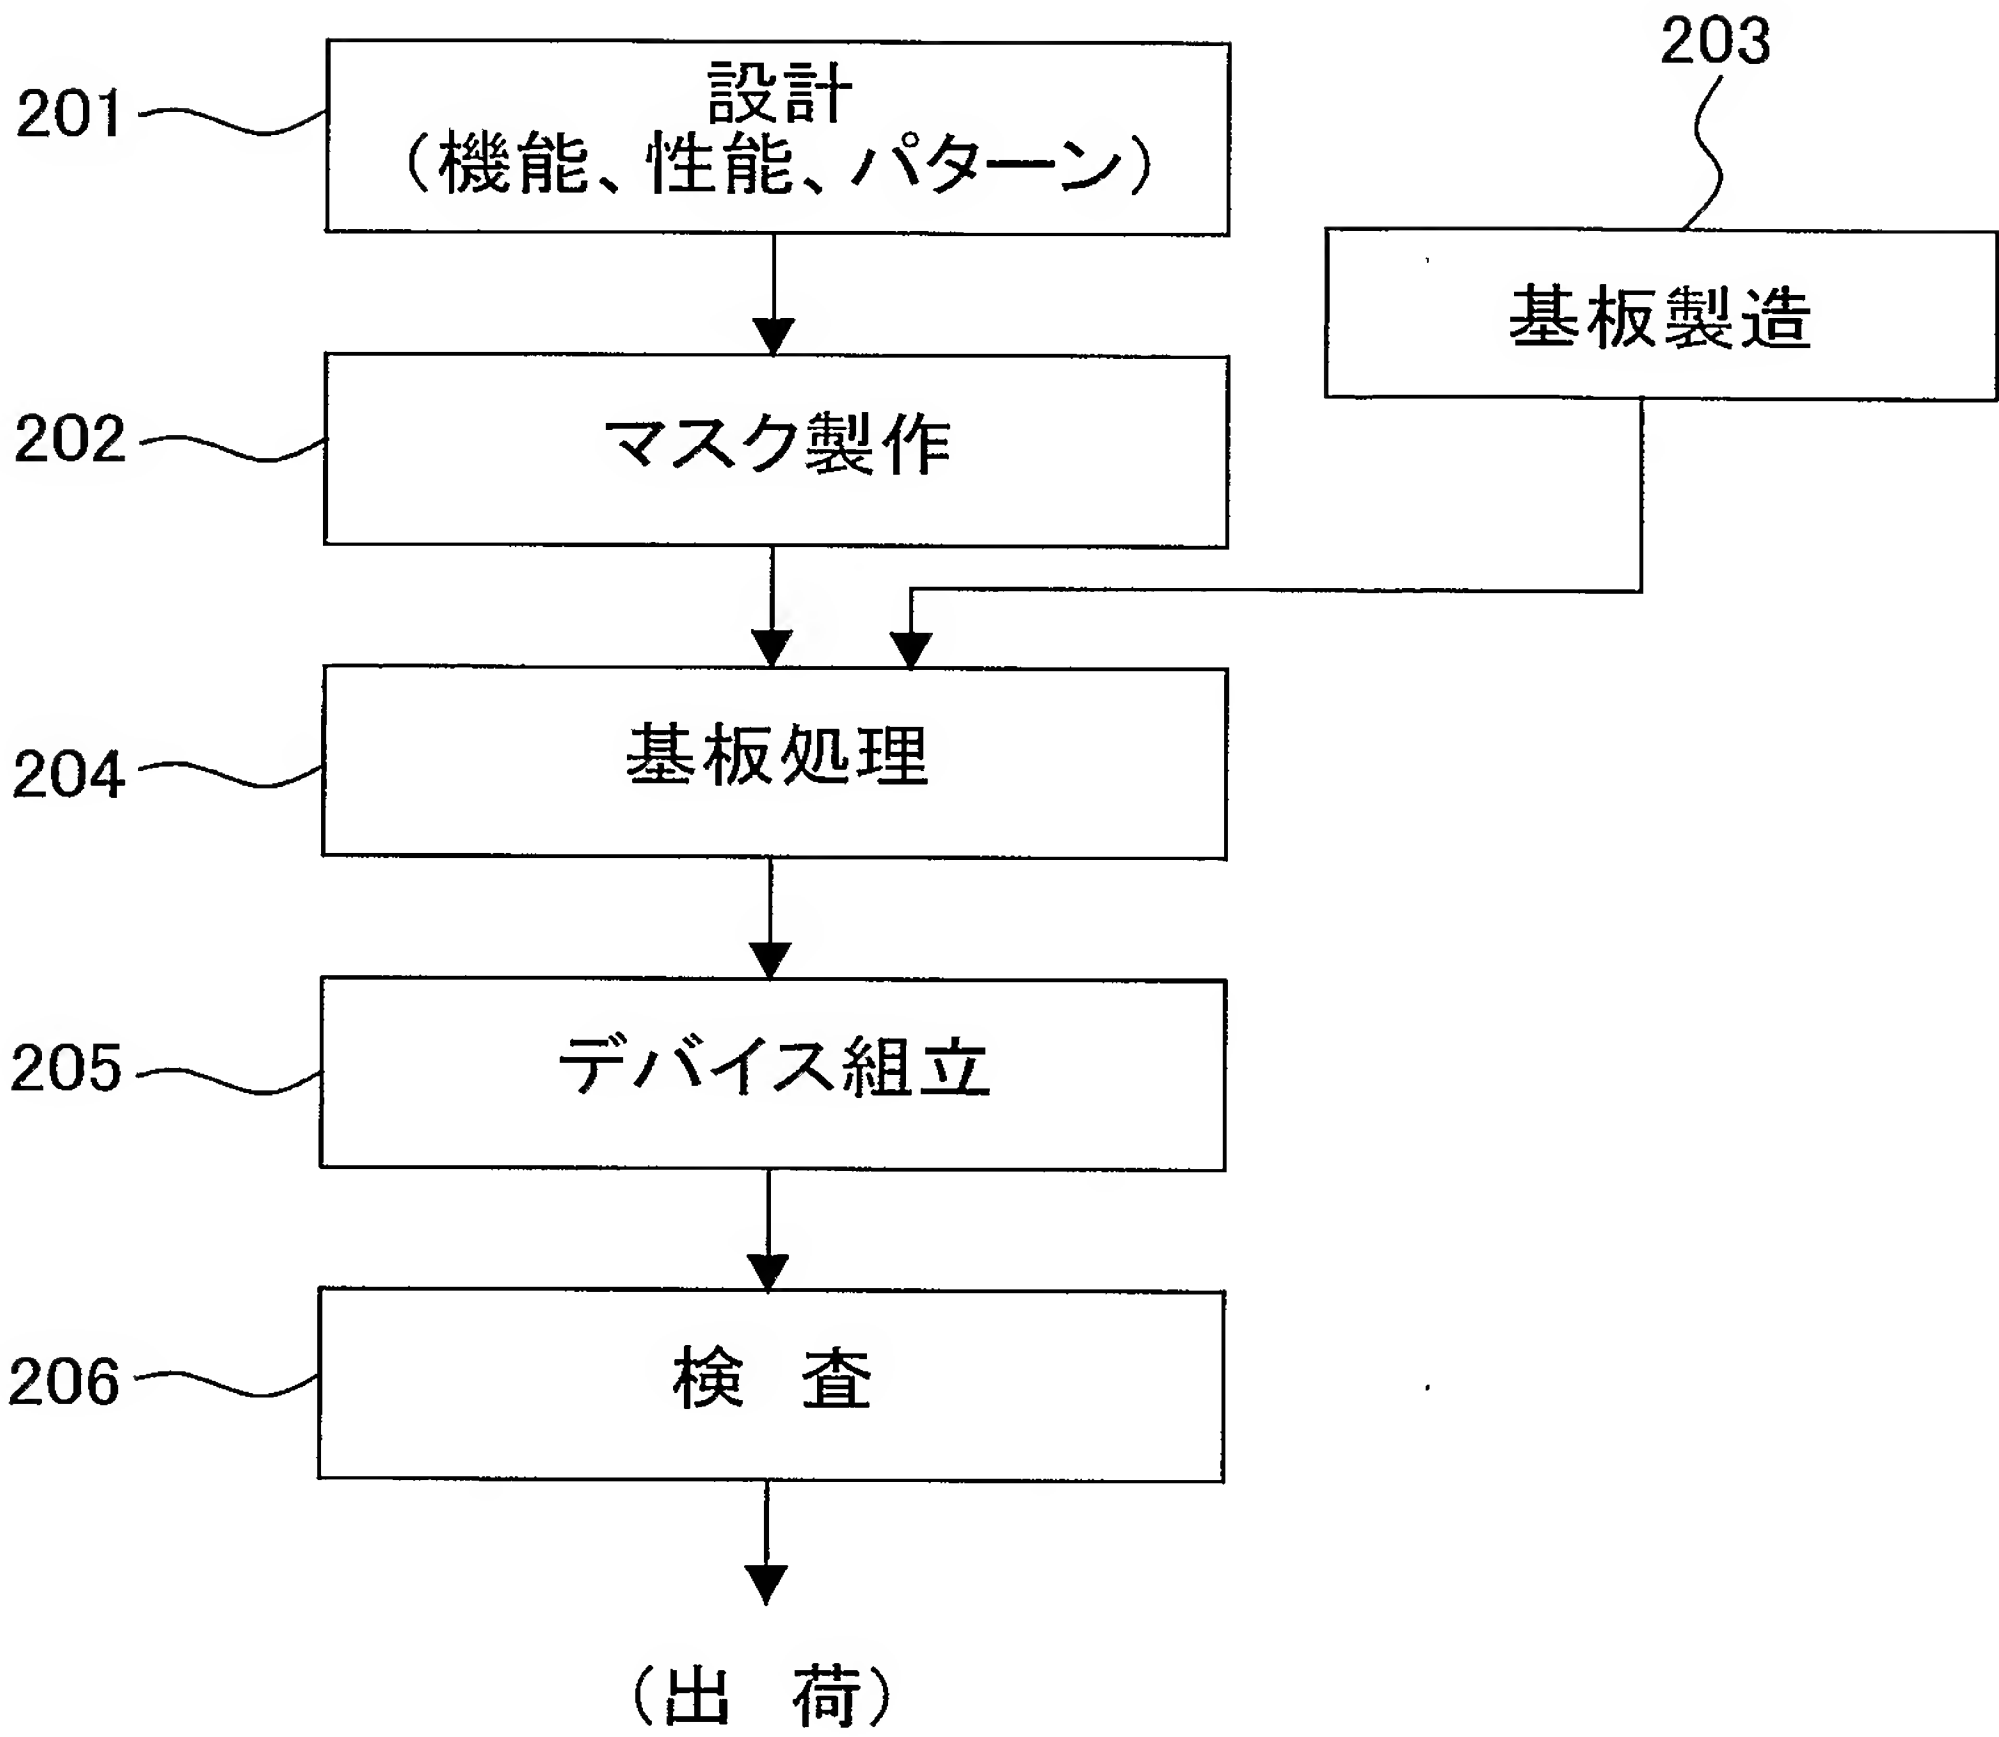 203
201
設計
(機能、性能、パターン)
基板製造
202
マスク製作
204
基板処理
205
デバイス組立
206
検 査
(出 荷)